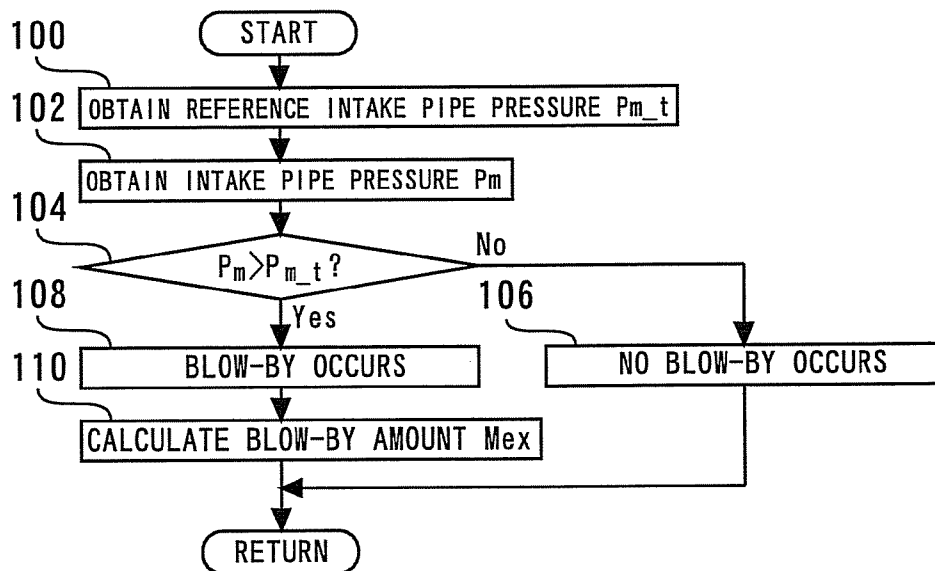 START
100
OBTAIN REFERENCE INTAKE PIPE PRESSURE Pm_t
102
OBTAIN INTAKE PIPE PRESSURE Pm
104
Pm>Pm_t?
No
Yes
108
BLOW-BY OCCURS
106
NO BLOW-BY OCCURS
110
CALCULATE BLOW-BY AMOUNT Mex
RETURN